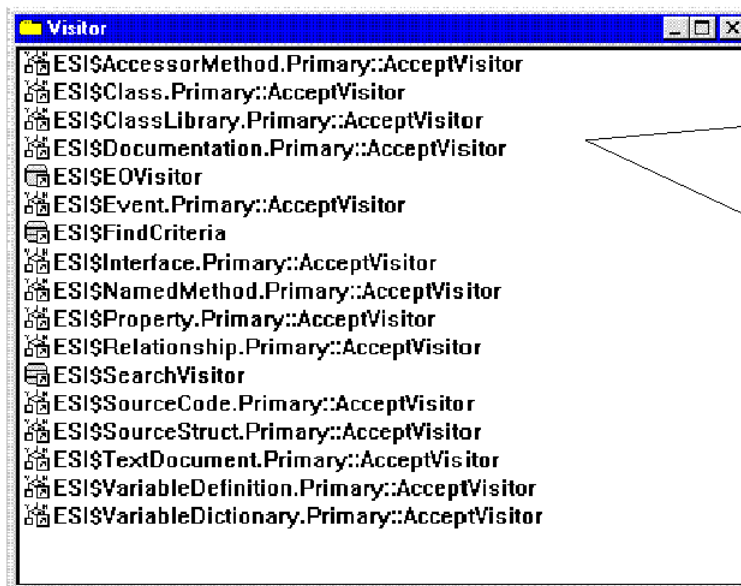 Visitor
ESI$AccessorMethod.Primary::AcceptVisitor
ESI$Class.Primary::AcceptVisitor
ESI$ClassLibrary.Primary::AcceptVisitor
ESI$Documentation.Primary::AcceptVisitor
ESI$EOVisitor
ESI$Event.Primary::AcceptVisitor
ESI$FindCriteria
ESI$Interface.Primary::AcceptVisitor
ESI$NamedMethod.Primary::AcceptVisitor
ESI$Property.Primary::AcceptVisitor
ESI$Relationship.Primary::AcceptVisitor
ESI$SearchVisitor
ESI$SourceCode.Primary::AcceptVisitor
ESI$SourceStruct.Primary::AcceptVisitor
ESI$TextDocument.Primary::AcceptVisitor
ESI$VariableDefinition.Primary::AcceptVisitor
ESI$VariableDictionary.Primary::AcceptVisitor